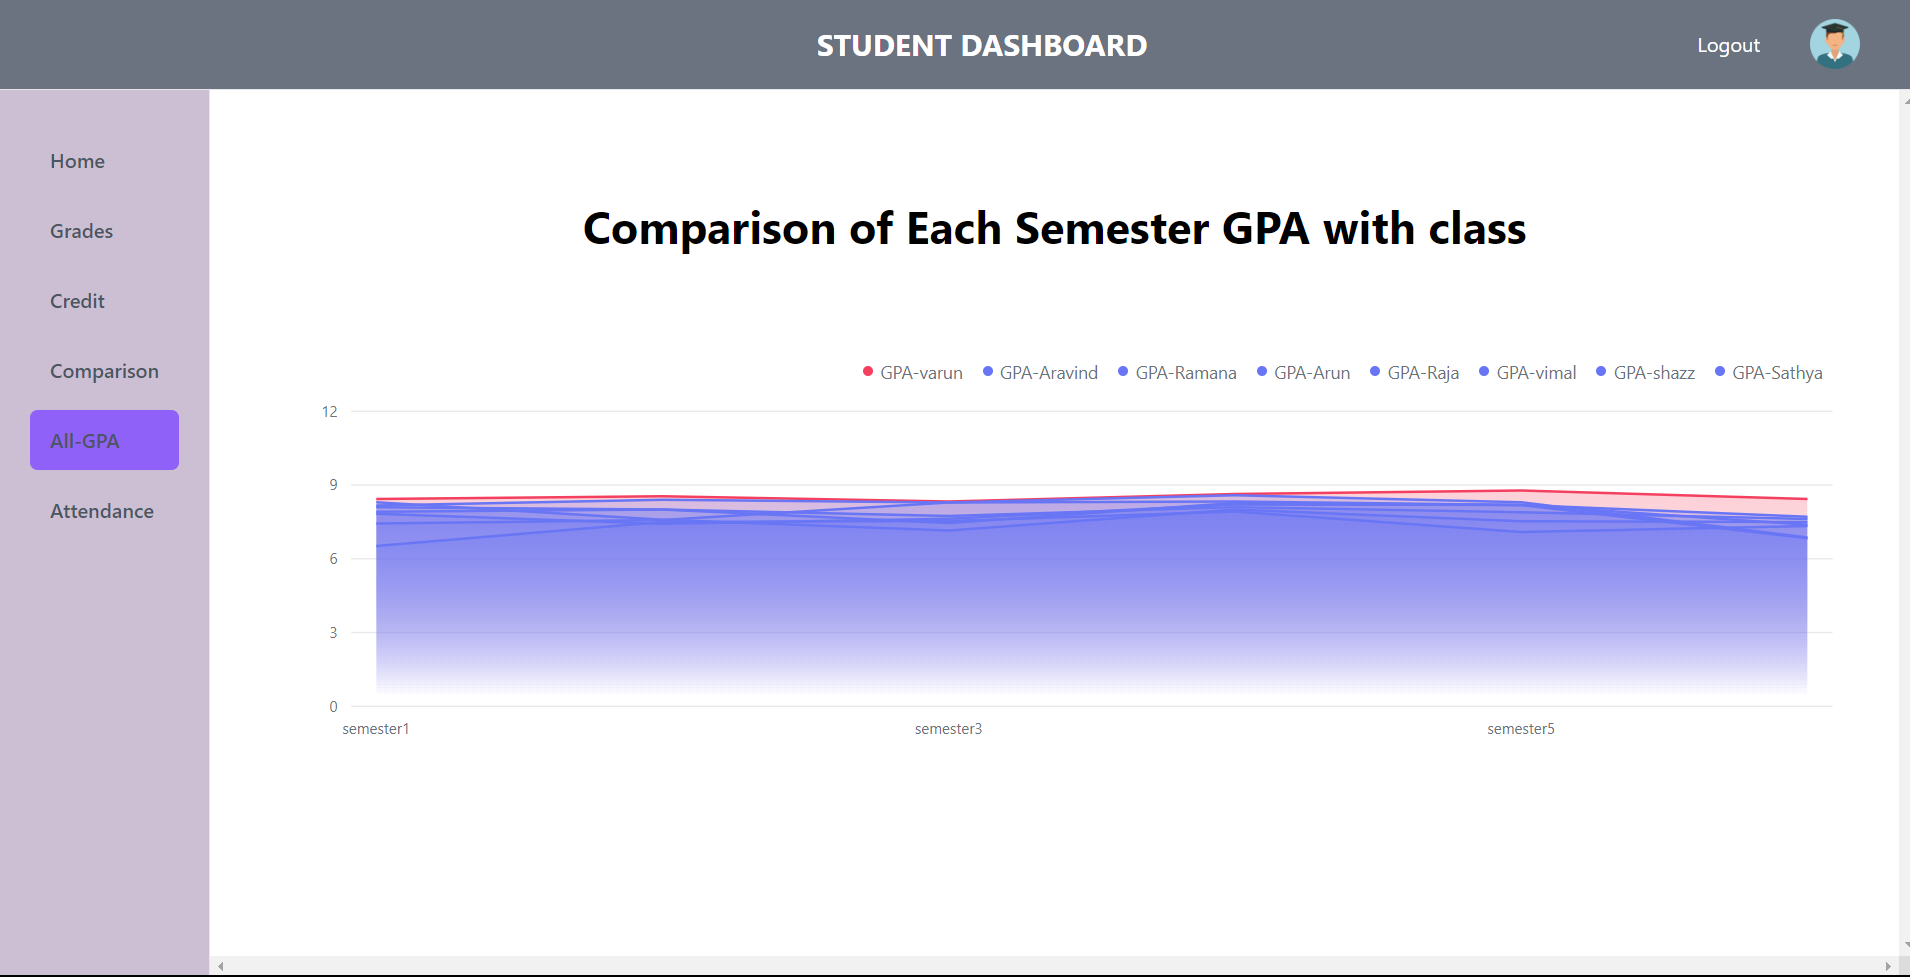 STUDENT DASHBOARD
Logout
Home
Grades
Credit
Comparison
All-GPA
Attendance
Comparison of Each Semester GPA with class
GPA-varun GPA-Aravind GPA-Ramana GPA-Arun GPA-Raja GPA-vimal GPA-shazz GPA-Sathya
12
9
6
3
0
semester1 semester3 semester5